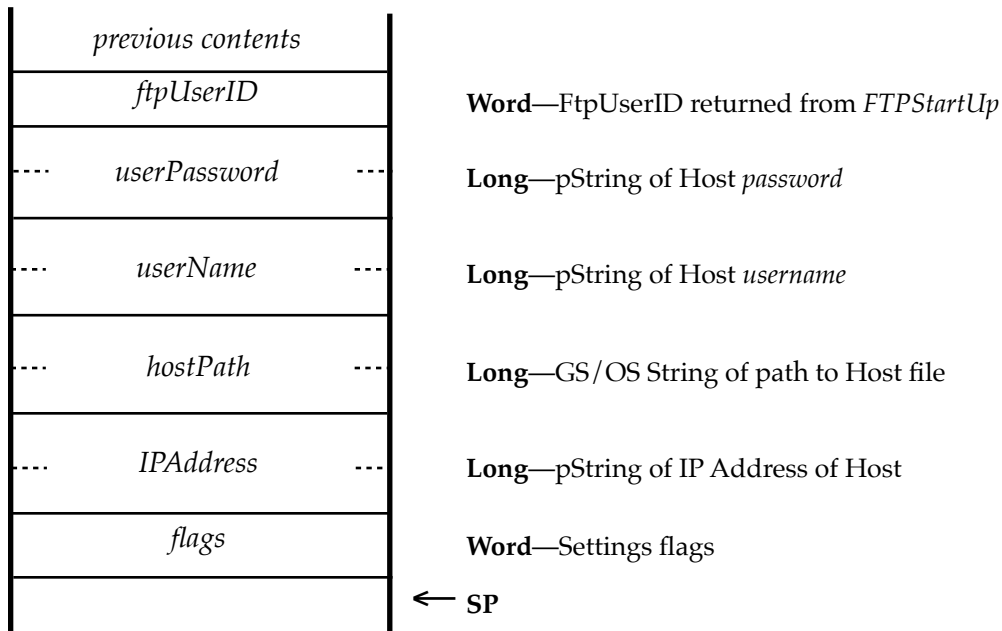 previous contents
ftpUserID
Word—FtpUserID returned from FTPStartUp
userPassword
Long—pString of Host password
userName
Long—pString of Host username
hostPath
Long—GS/OS String of path to Host file
IPAddress
Long—pString of IP Address of Host
flags
Word—Settings flags
SP